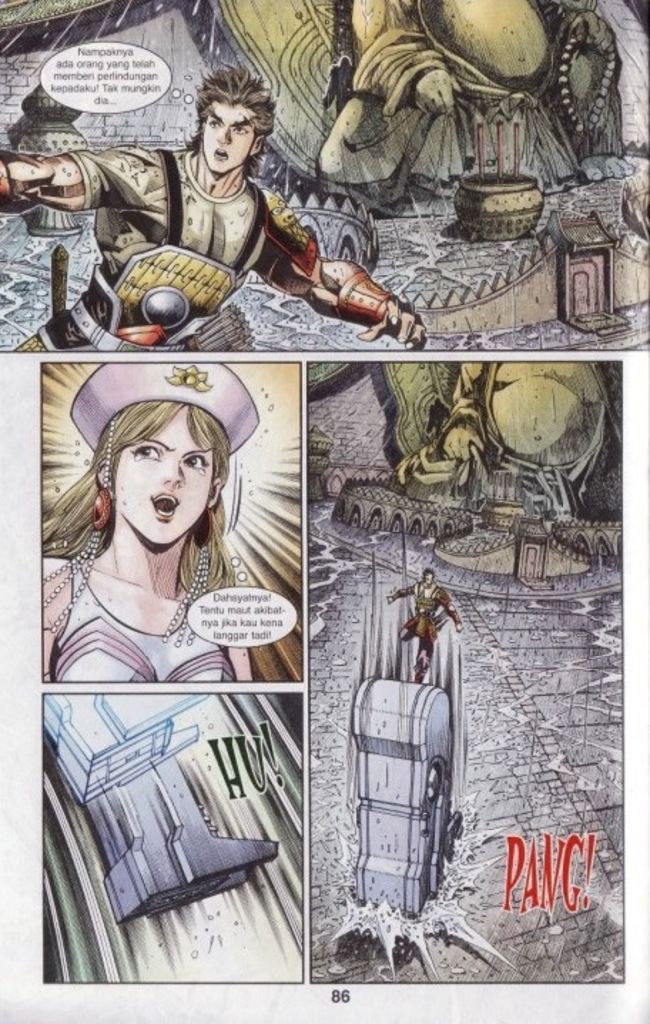 Nampaknya
ada orang yang telah
memberi perlindungan
kepadaku! Tak mungkin
dia...
Dahsyatnya!
Tentu maut akibat-
nya jika kau kena
langgar tadi!
HU!
PANG!
86